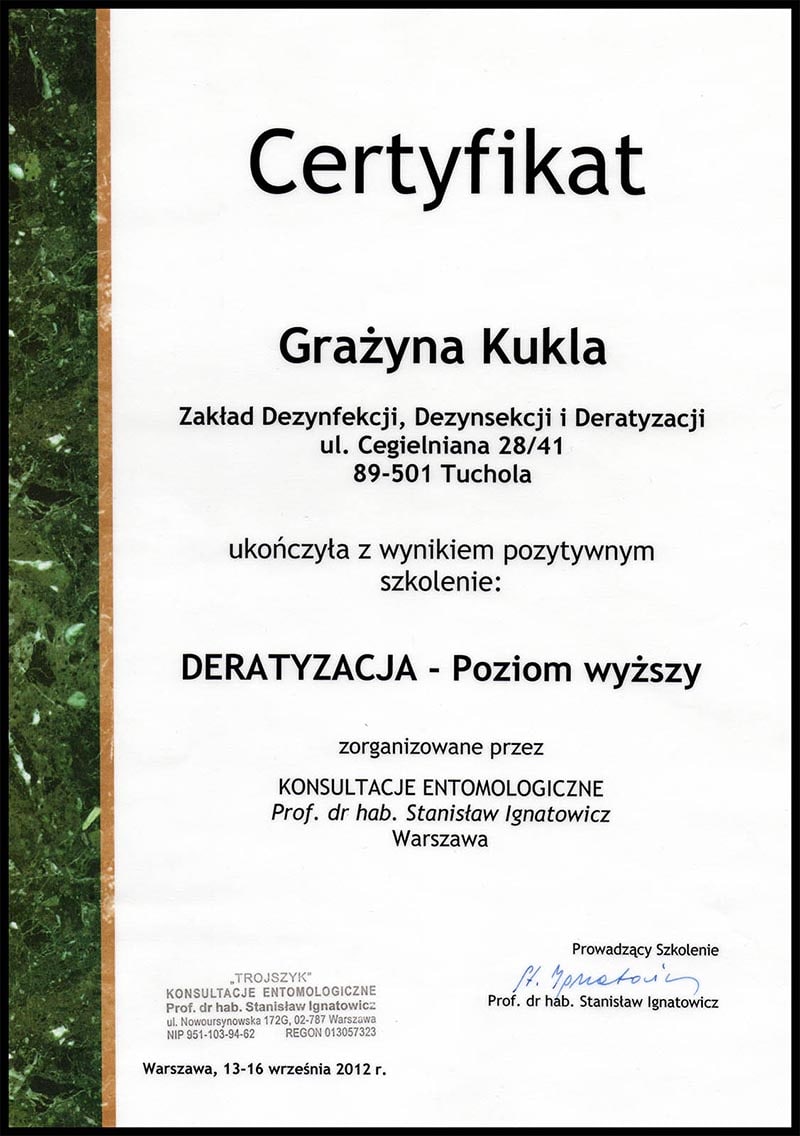 Certyfikat
Grażyna Kukla
Zakład Dezynfekcji, Dezynsekcji i Deratyzacji
ul. Cegielniana 28/41
89-501 Tuchola
ukończyła z wynikiem pozytywnym
szkolenie:
DERATYZACJA - Poziom wyższy
zorganizowane przez
KONSULTACJE ENTOMOLOGICZNE
Prof. dr hab. Stanisław Ignatowicz
Warszawa
Prowadzący Szkolenie
St. Ignatowicz
Prof. dr hab. Stanisław Ignatowicz
„TROJSZYK"
KONSULTACJE ENTOMOLOGICZNE
Prof. dr hab. Stanisław Ignatowicz
ul. Nowoursynowska 172G, 02-787 Warszawa
NIP 951-103-94-62 REGON 013057323
Warszawa, 13-16 września 2012 r.